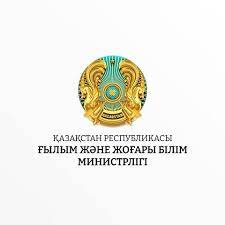 ҚАЗАҚСТАН РЕСПУБЛИКАСЫ
ҒЫЛЫМ ЖӘНЕ ЖОҒАРЫ БІЛІМ
МИНИСТРЛІГІ